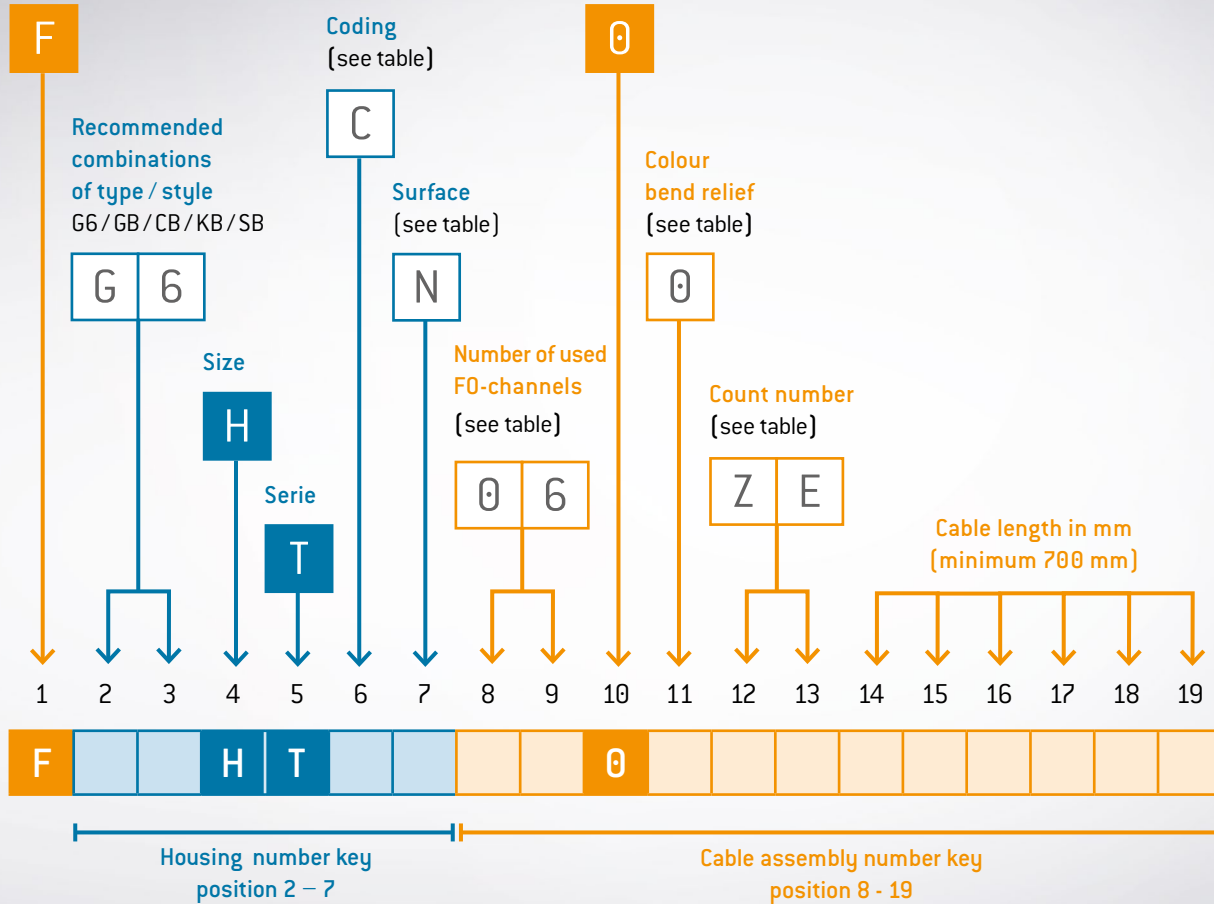 F
Coding
(see table)
C
0
Recommended
combinations
of type / style
G6 / GB / CB / KB / SB
G 6
Surface
(see table)
N
Colour
bend relief
(see table)
0
Size
H
Serie
T
Number of used
FO-channels
(see table)
0 6
Count number
(see table)
Z E
Cable length in mm
(minimum 700 mm)
1 2 3 4 5 6 7 8 9 10 11 12 13 14 15 16 17 18 19
F H T 0
Housing number key
position 2 – 7
Cable assembly number key
position 8 - 19